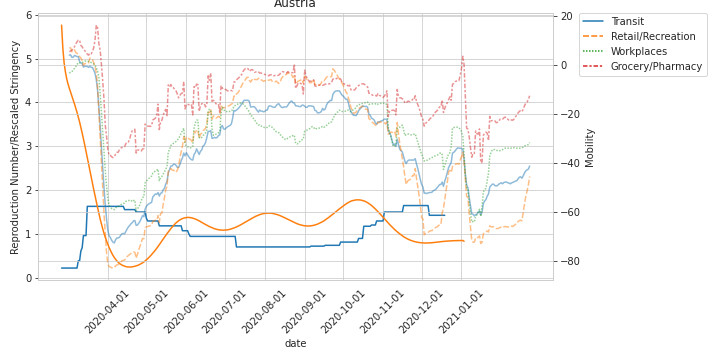 Austria
Reproduction Number/Rescaled Stringency
6
5
4
3
2
1
0
20
0
−20
−40
−60
−80
Mobility
2020-04-01
2020-05-01
2020-06-01
2020-07-01
2020-08-01
2020-09-01
2020-10-01
2020-11-01
2020-12-01
2021-01-01
date
Transit
Retail/Recreation
Workplaces
Grocery/Pharmacy